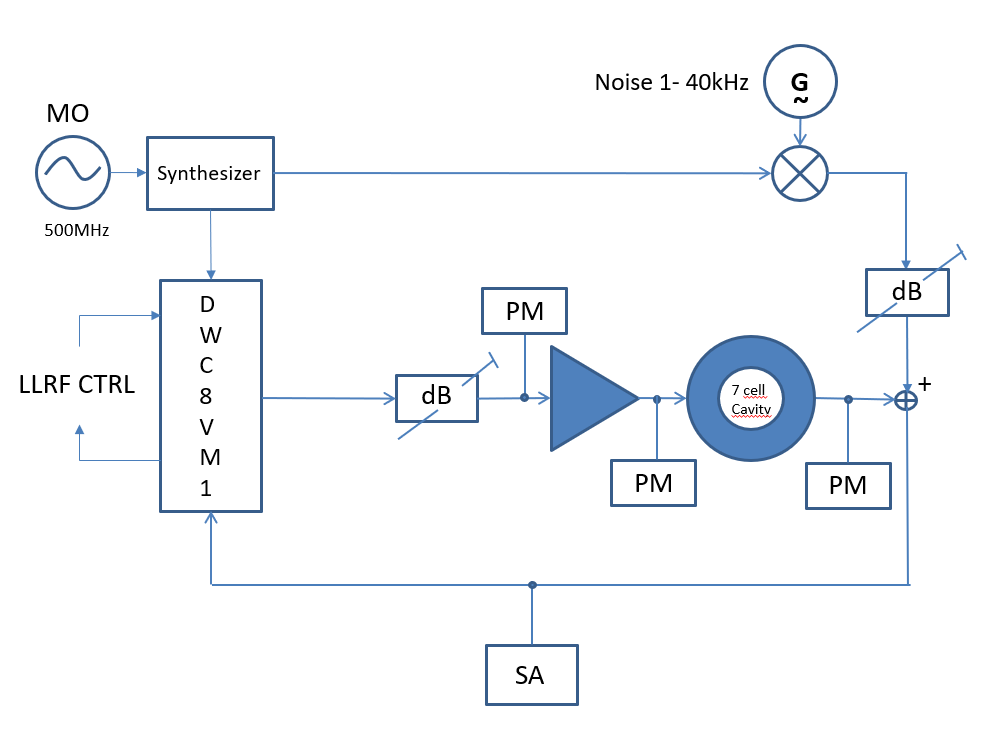 Noise 1- 40kHz
G
~
MO
Synthesizer
500MHz
D
W
C
8
V
M
1
LLRF CTRL
PM
dB
dB
7 cell
Cavity
+
PM
PM
SA